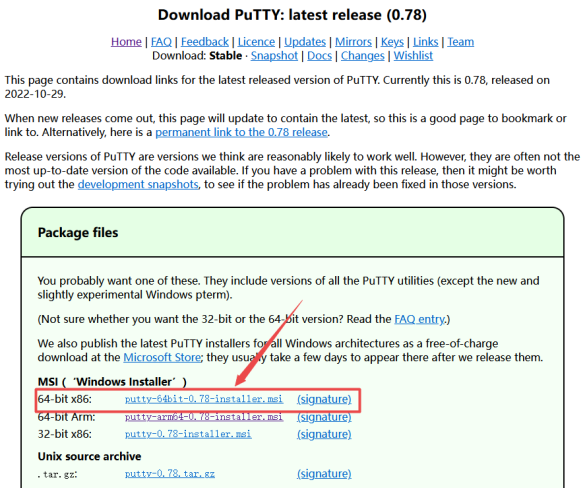 Download PuTTY: latest release (0.78)
Home | FAQ | Feedback | Licence | Updates | Mirrors | Keys | Links | Team
Download: Stable · Snapshot | Docs | Changes | Wishlist
This page contains download links for the latest released version of PuTTY. Currently this is 0.78, released on
2022-10-29.
When new releases come out, this page will update to contain the latest, so this is a good page to bookmark or
link to. Alternatively, here is a permanent link to the 0.78 release.
Release versions of PuTTY are versions we think are reasonably likely to work well. However, they are often not the
most up-to-date version of the code available. If you have a problem with this release, then it might be worth
trying out the development snapshots, to see if the problem has already been fixed in those versions.
Package files
You probably want one of these. They include versions of all the PuTTY utilities (except the new and
slightly experimental Windows pterm).
(Not sure whether you want the 32-bit or the 64-bit version? Read the FAQ entry.)
We also publish the latest PuTTY installers for all Windows architectures as a free-of-charge
download at the Microsoft Store; they usually take a few days to appear there after we release them.
MSI (‘Windows Installer’)
64-bit x86: putty-64bit-0.78-installer.msi (signature)
64-bit Arm: putty-arm64-0.78-installer.msi (signature)
32-bit x86: putty-0.78-installer.msi (signature)
Unix source archive
.tar.gz: putty-0.78.tar.gz (signature)